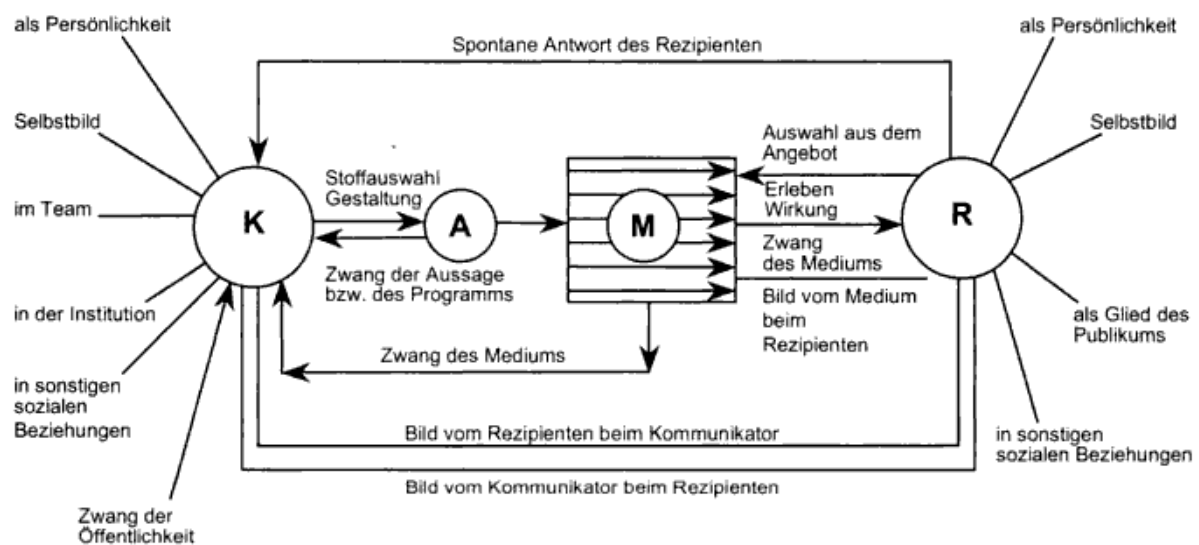 als Persönlichkeit
Selbstbild
im Team
in der Institution
in sonstigen
sozialen
Beziehungen
Zwang der
Öffentlichkeit
K
Spontane Antwort des Rezipienten
Stoffauswahl
Gestaltung
A
Zwang der Aussage
bzw. des Programms
Zwang des Mediums
M
Auswahl aus dem
Angebot
Erleben
Wirkung
Zwang
des Mediums
Bild vom Medium
beim
Rezipienten
Bild vom Rezipienten beim Kommunikator
Bild vom Kommunikator beim Rezipienten
R
als Persönlichkeit
Selbstbild
als Glied des
Publikums
in sonstigen
sozialen Beziehungen